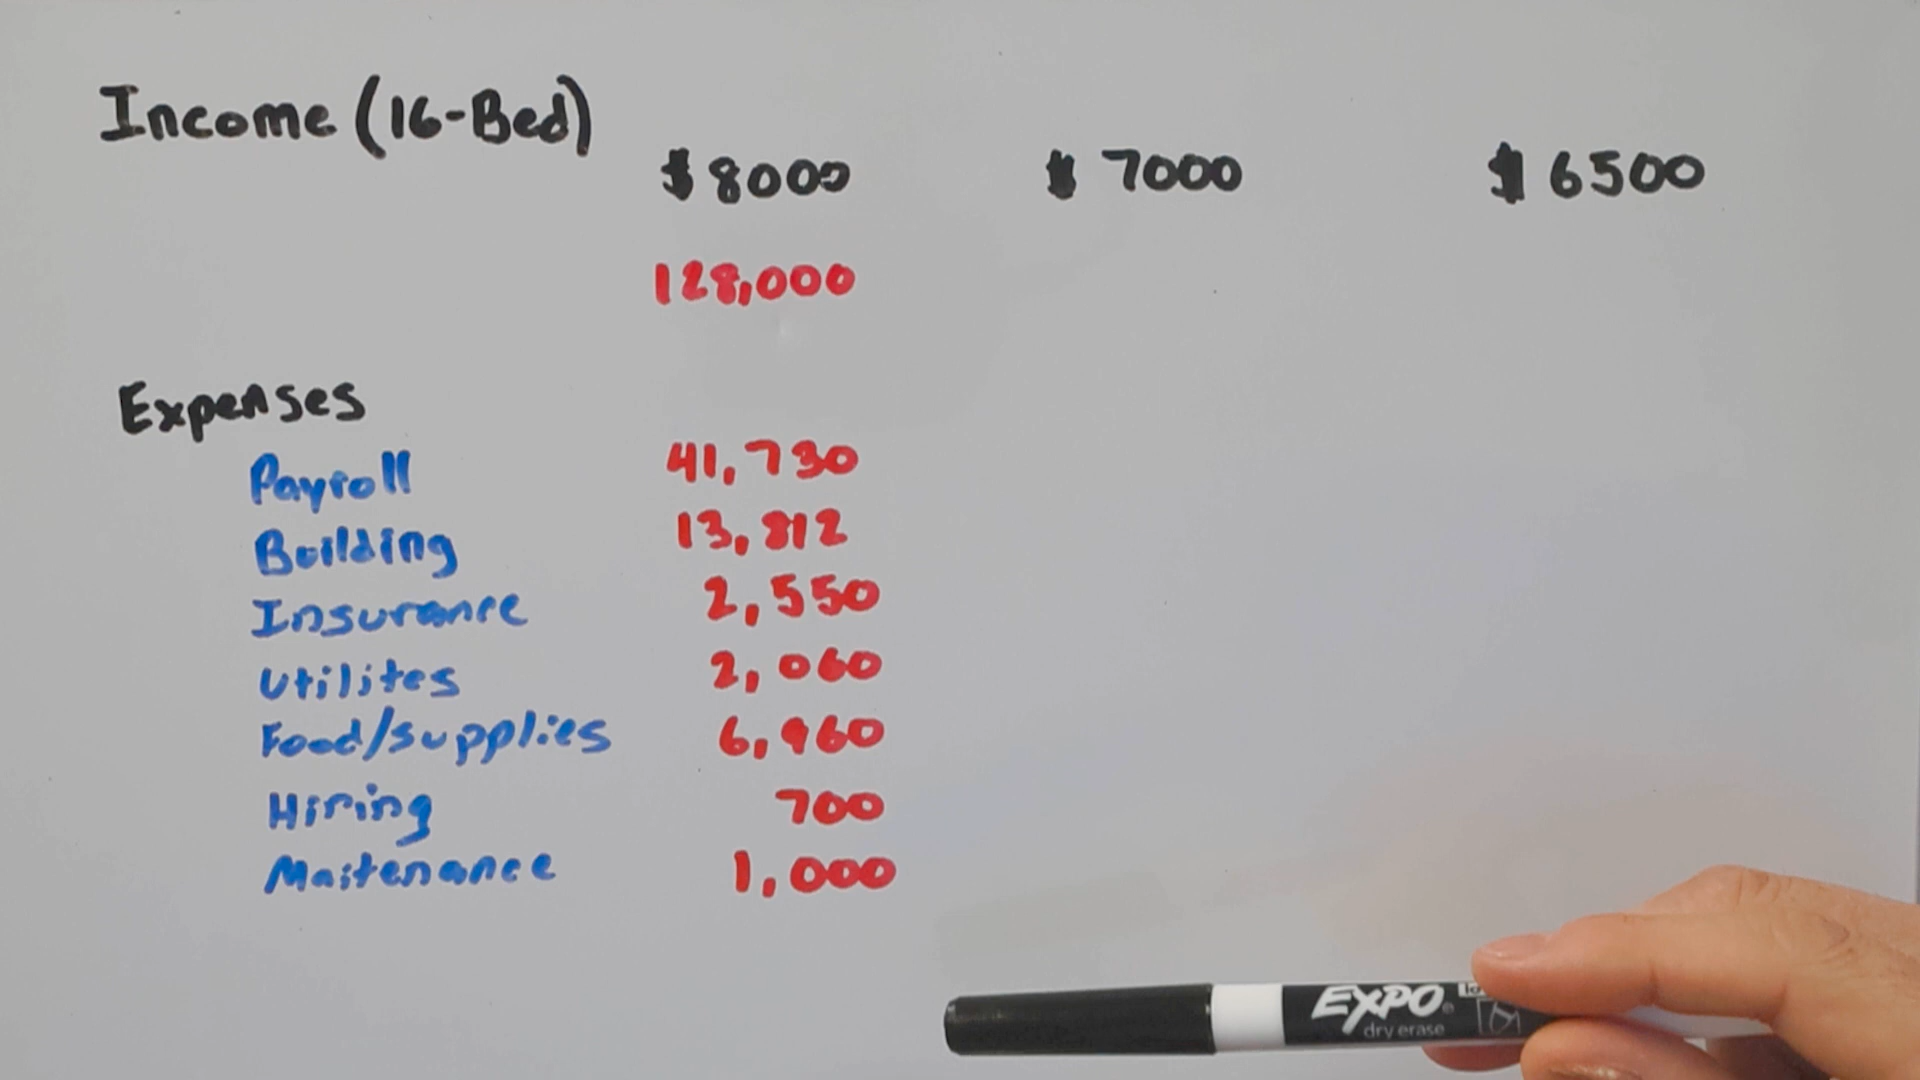 Income (16-Bed)
$8000 $7000 $6500
128,000
Expenses
Payroll 41,730
Building 13,812
Insurance 2,550
Utilites 2,060
Food/supplies 6,960
Hiring 700
Maitenance 1,000
EXPO
dry erase